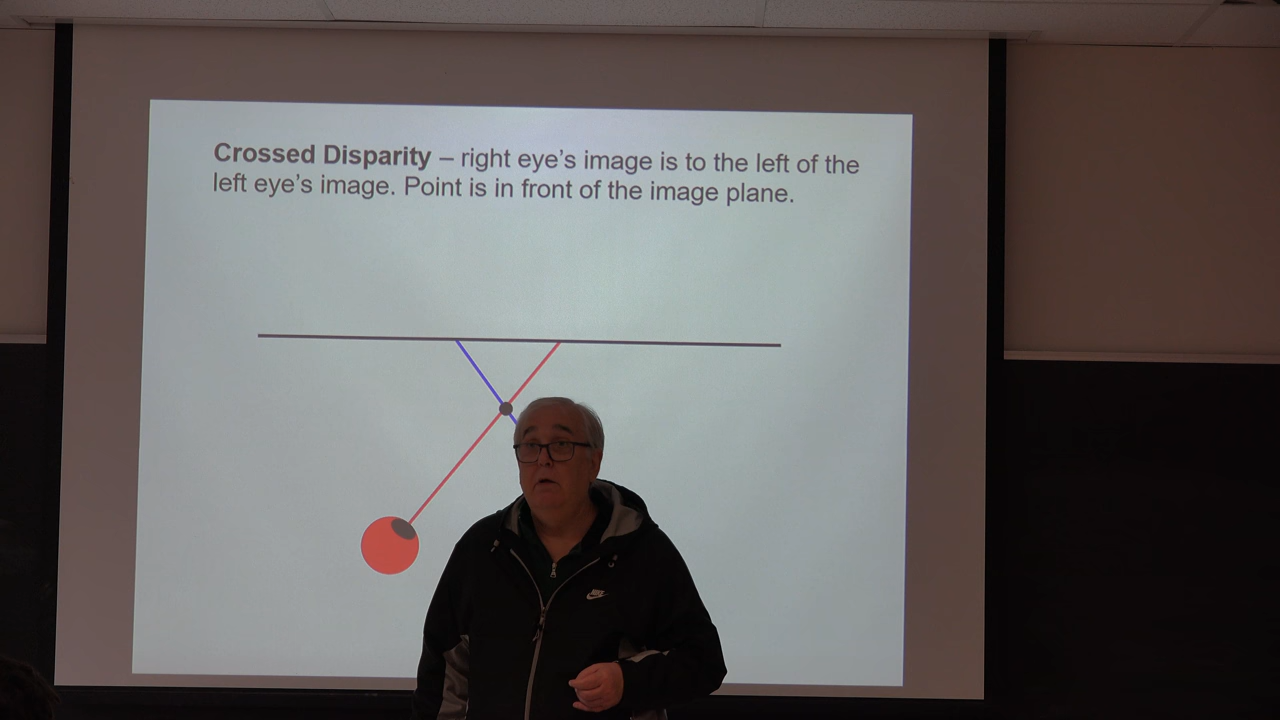 Crossed Disparity – right eye’s image is to the left of the
left eye’s image. Point is in front of the image plane.
NIKE